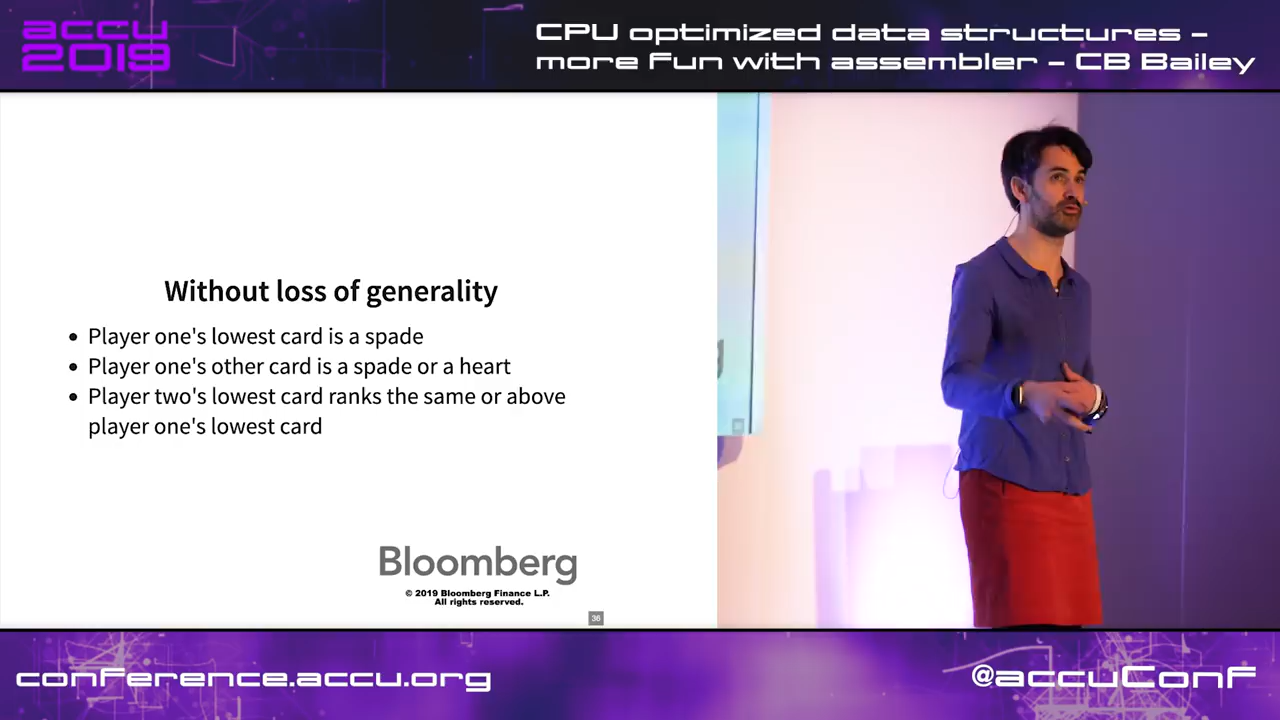 accu
2019
CPU optimized data structures –
more Fun with assembler – CB Bailey
Without loss of generality
• Player one's lowest card is a spade
• Player one's other card is a spade or a heart
• Player two's lowest card ranks the same or above
player one's lowest card
Bloomberg
© 2019 Bloomberg Finance L.P.
All rights reserved.
36
conference.accu.org
@accuConf